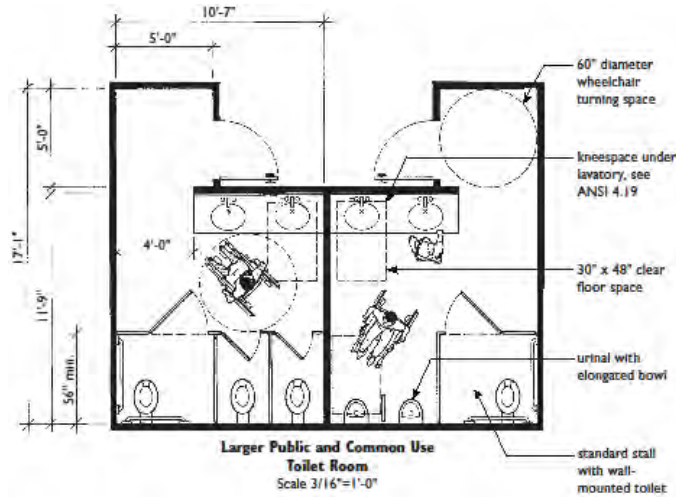 10'-7"
5'-0"
60" diameter
wheelchair
turning space
5'-0"
kneespace under
lavatory, see
ANSI 4.19
17'-1"
4'-0"
30" x 48" clear
floor space
11'-9"
56" min.
urinal with
elongated bowl
Larger Public and Common Use
Toilet Room
Scale 3/16"=1'-0"
standard stall
with wall-
mounted toilet